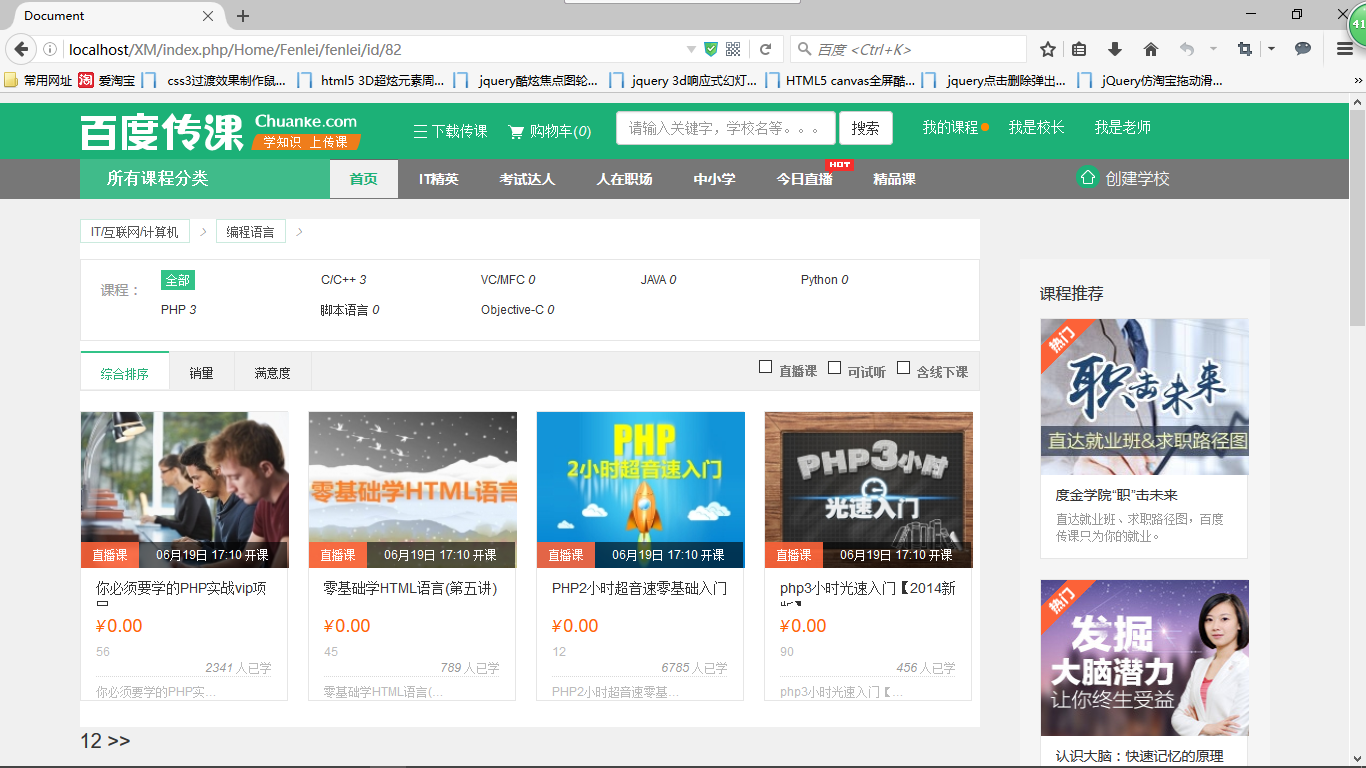 Document
41
localhost/XM/index.php/Home/Fenlei/fenlei/id/82
百度 <Ctrl+K>
常用网址 淘 爱淘宝 css3过渡效果制作鼠... html5 3D超炫元素周... jquery酷炫焦点图轮... jquery 3d响应式幻灯... HTML5 canvas全屏酷... jquery点击删除弹出... jQuery仿淘宝拖动滑... »
百度传课 Chuanke.com
学知识 上传课
下载传课 购物车(0) 请输入关键字，学校名等。。。 搜索 我的课程 我是校长 我是老师
HOT
所有课程分类 首页 IT精英 考试达人 人在职场 中小学 今日直播 精品课 创建学校
IT/互联网/计算机 > 编程语言 >
课程： 全部 C/C++ 3 VC/MFC 0 JAVA 0 Python 0
PHP 3 脚本语言 0 Objective-C 0
综合排序 销量 满意度 直播课 可试听 含线下课
零基础学HTML语言
PHP
2小时超音速入门
PHP3小时
光速入门
直播课 06月19日 17:10 开课
直播课 06月19日 17:10 开课
直播课 06月19日 17:10 开课
直播课 06月19日 17:10 开课
你必须要学的PHP实战vip项
¥0.00
56
2341 人已学
你必须要学的PHP实...
零基础学HTML语言(第五讲)
¥0.00
45
789 人已学
零基础学HTML语言(...
PHP2小时超音速零基础入门
¥0.00
12
6785 人已学
PHP2小时超音速零基...
php3小时光速入门【2014新
¥0.00
90
456 人已学
php3小时光速入门【...
12 >>
课程推荐
热门
职击未来
直达就业班&求职路径图
度金学院“职”击未来
直达就业班、求职路径图，百度
传课只为你的就业。
热门
发掘
大脑潜力
让你终生受益
认识大脑：快速记忆的原理